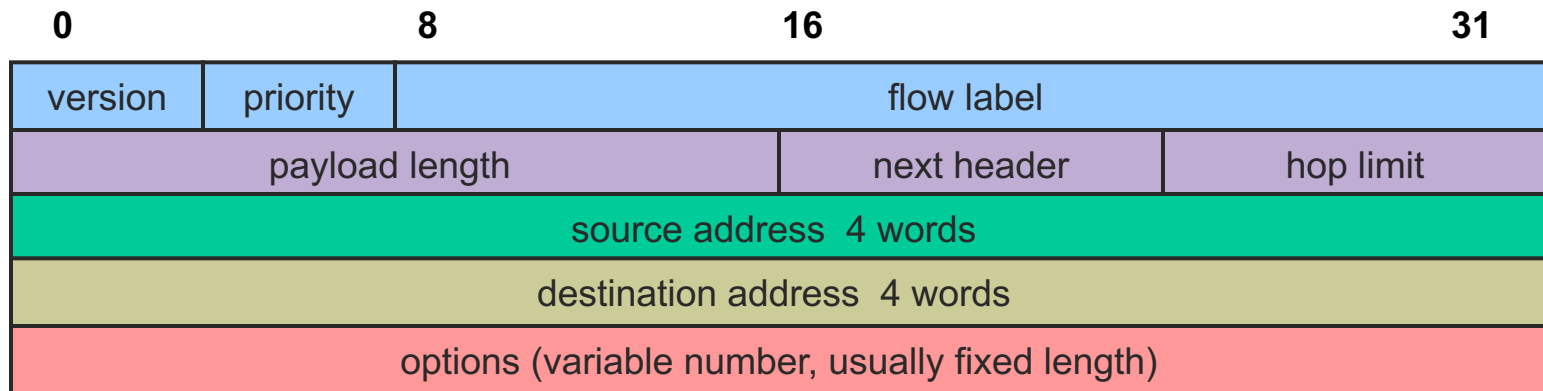 0 8 16 31
version priority flow label
payload length next header hop limit
source address 4 words
destination address 4 words
options (variable number, usually fixed length)